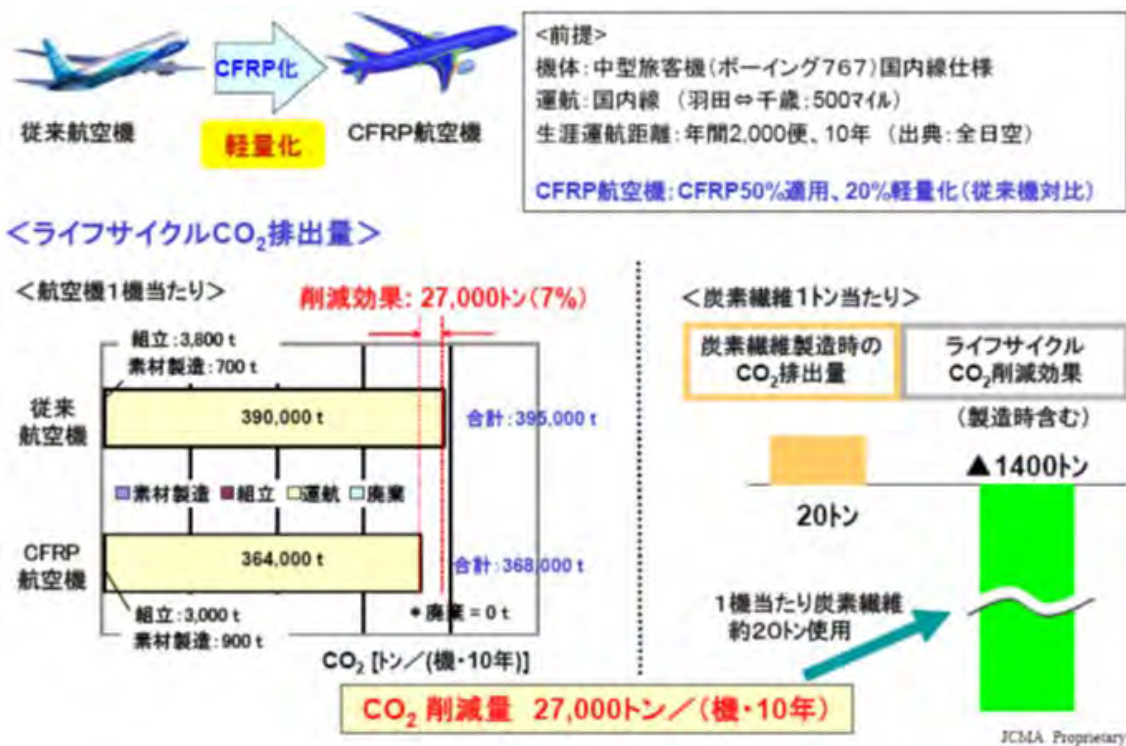 CFRP化
従来航空機
軽量化
CFRP航空機
<前提>
機体:中型旅客機(ボーイング767)国内線仕様
運航:国内線 (羽田⇔千歳:500マイル)
生涯運航距離:年間2,000便、10年 (出典:全日空)
CFRP航空機:CFRP50%適用、20%軽量化(従来機対比)
<ライフサイクルCO₂排出量>
<航空機1機当たり>
削減効果: 27,000トン(7%)
組立:3,800 t
素材製造:700 t
従来
航空機
390,000 t
合計:395,000 t
素材製造 組立 運航 廃棄
CFRP
航空機
364,000 t
合計:368,000 t
組立:3,000 t
素材製造:900 t
*廃棄 = 0 t
CO₂ [トン/(機・10年)]
<炭素繊維1トン当たり>
炭素繊維製造時の
CO₂排出量
ライフサイクル
CO₂削減効果
(製造時含む)
▲1400トン
20トン
1機当たり炭素繊維
約20トン使用
CO₂ 削減量 27,000トン/(機・10年)
JCMA Proprietary